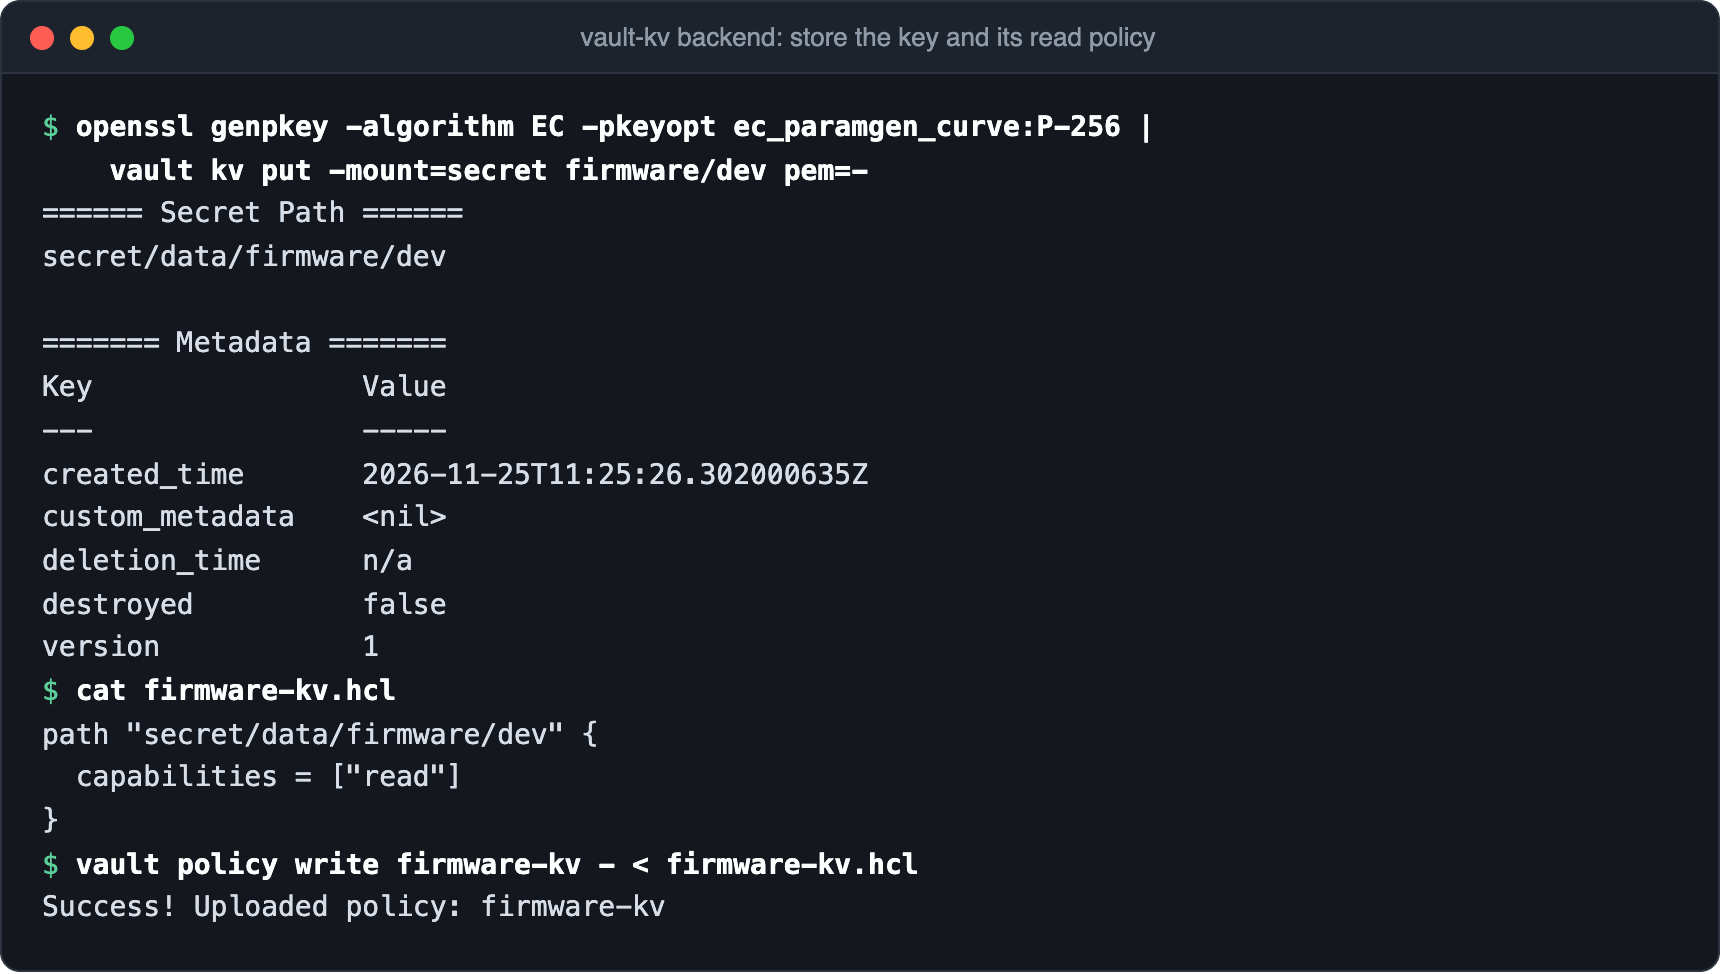 vault-kv backend: store the key and its read policy
$ openssl genpkey -algorithm EC -pkeyopt ec_paramgen_curve:P-256 |
    vault kv put -mount=secret firmware/dev pem=-
====== Secret Path ======
secret/data/firmware/dev

======= Metadata =======
Key                Value
---                -----
created_time       2026-11-25T11:25:26.302000635Z
custom_metadata    <nil>
deletion_time      n/a
destroyed          false
version            1
$ cat firmware-kv.hcl
path "secret/data/firmware/dev" {
  capabilities = ["read"]
}
$ vault policy write firmware-kv - < firmware-kv.hcl
Success! Uploaded policy: firmware-kv